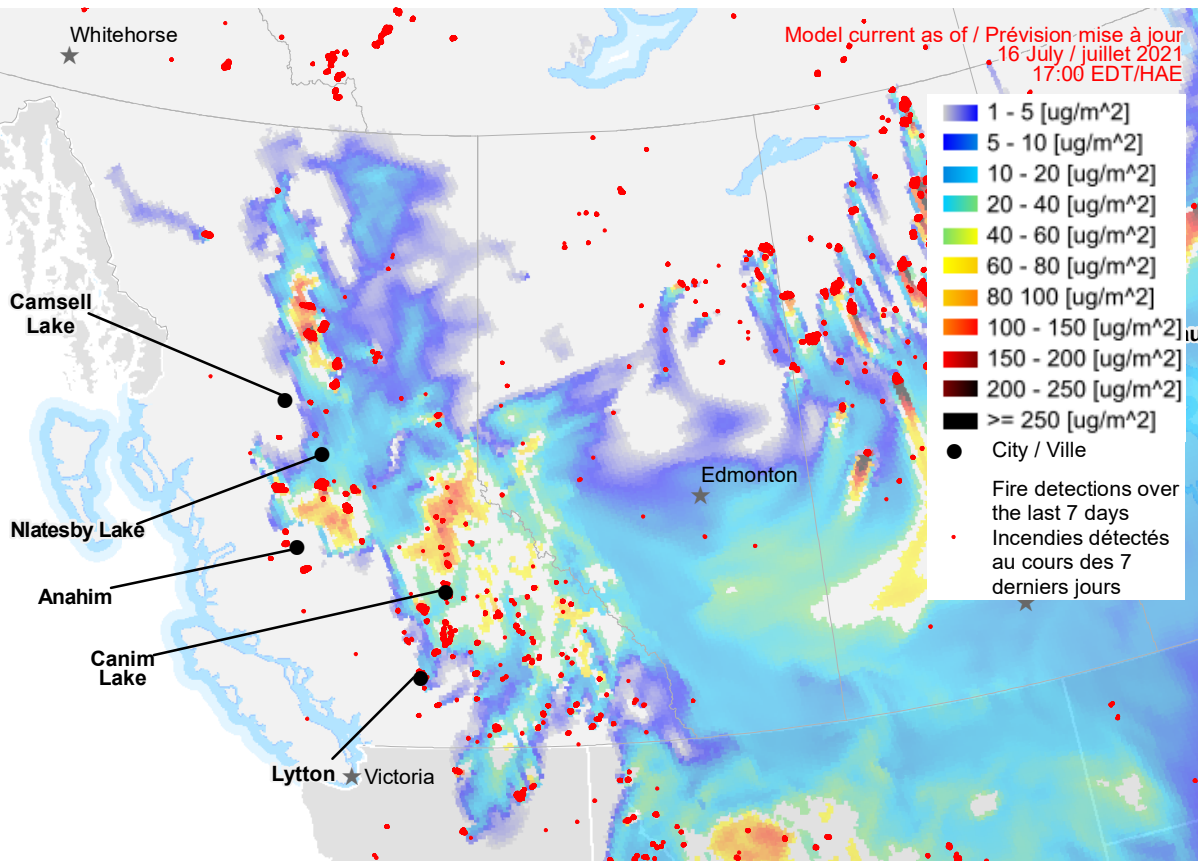 Whitehorse
Model current as of / Prévision mise à jour
16 July / juillet 2021
17:00 EDT/HAE
1 - 5 [ug/m^2]
5 - 10 [ug/m^2]
10 - 20 [ug/m^2]
20 - 40 [ug/m^2]
40 - 60 [ug/m^2]
60 - 80 [ug/m^2]
80 100 [ug/m^2]
100 - 150 [ug/m^2]
150 - 200 [ug/m^2]
200 - 250 [ug/m^2]
>= 250 [ug/m^2]
City / Ville
Fire detections over
the last 7 days
Incendies détectés
au cours des 7
derniers jours
Camsell
Lake
Edmonton
Nlatesby Lake
Anahim
Canim
Lake
Lytton
Victoria